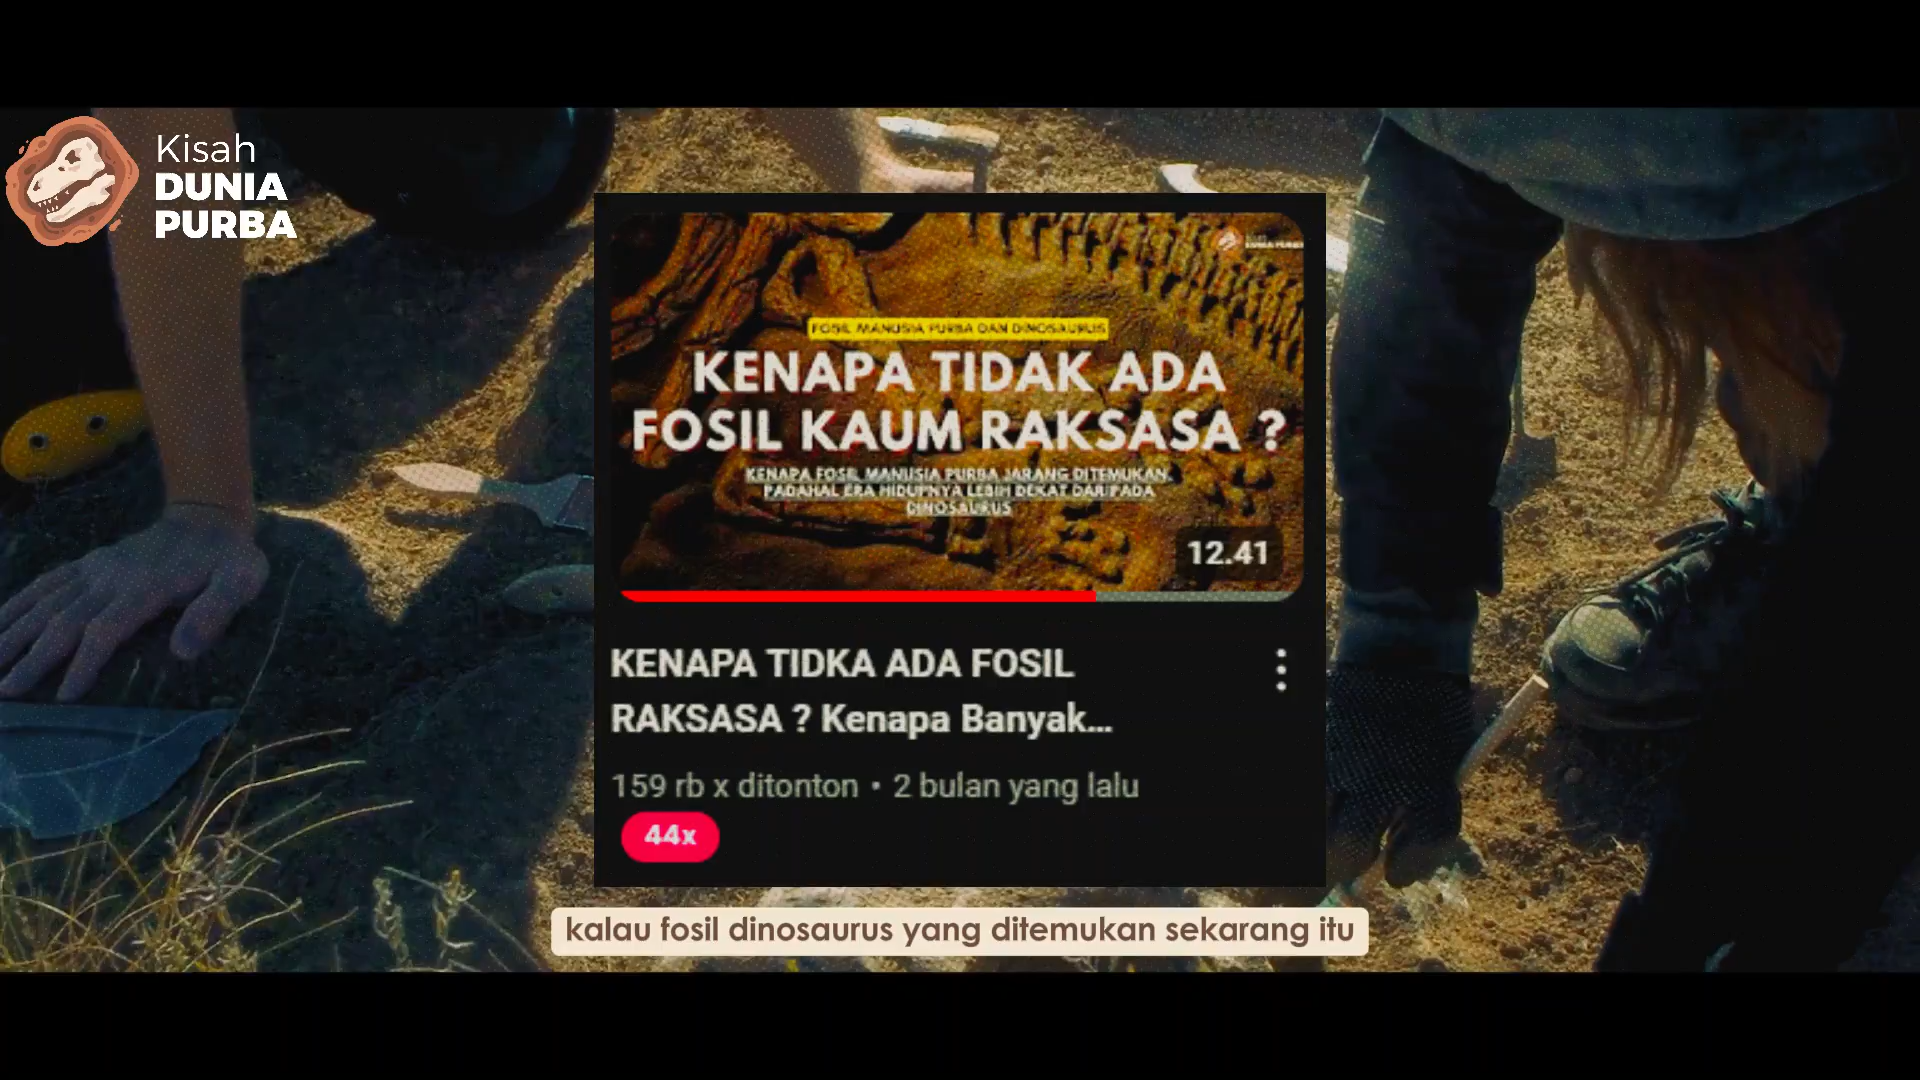 Kisah
DUNIA
PURBA
FOSIL MANUSIA PURBA DAN DINOSAURUS
KENAPA TIDAK ADA
FOSIL KAUM RAKSASA ?
KENAPA FOSIL MANUSIA PURBA JARANG DITEMUKAN.
PADAHAL ERA HIDUPNYA LEBIH DEKAT DARIPADA
DINOSAURUS
12.41
KENAPA TIDKA ADA FOSIL
RAKSASA ? Kenapa Banyak...
159 rb x ditonton • 2 bulan yang lalu
44x
kalau fosil dinosaurus yang ditemukan sekarang itu